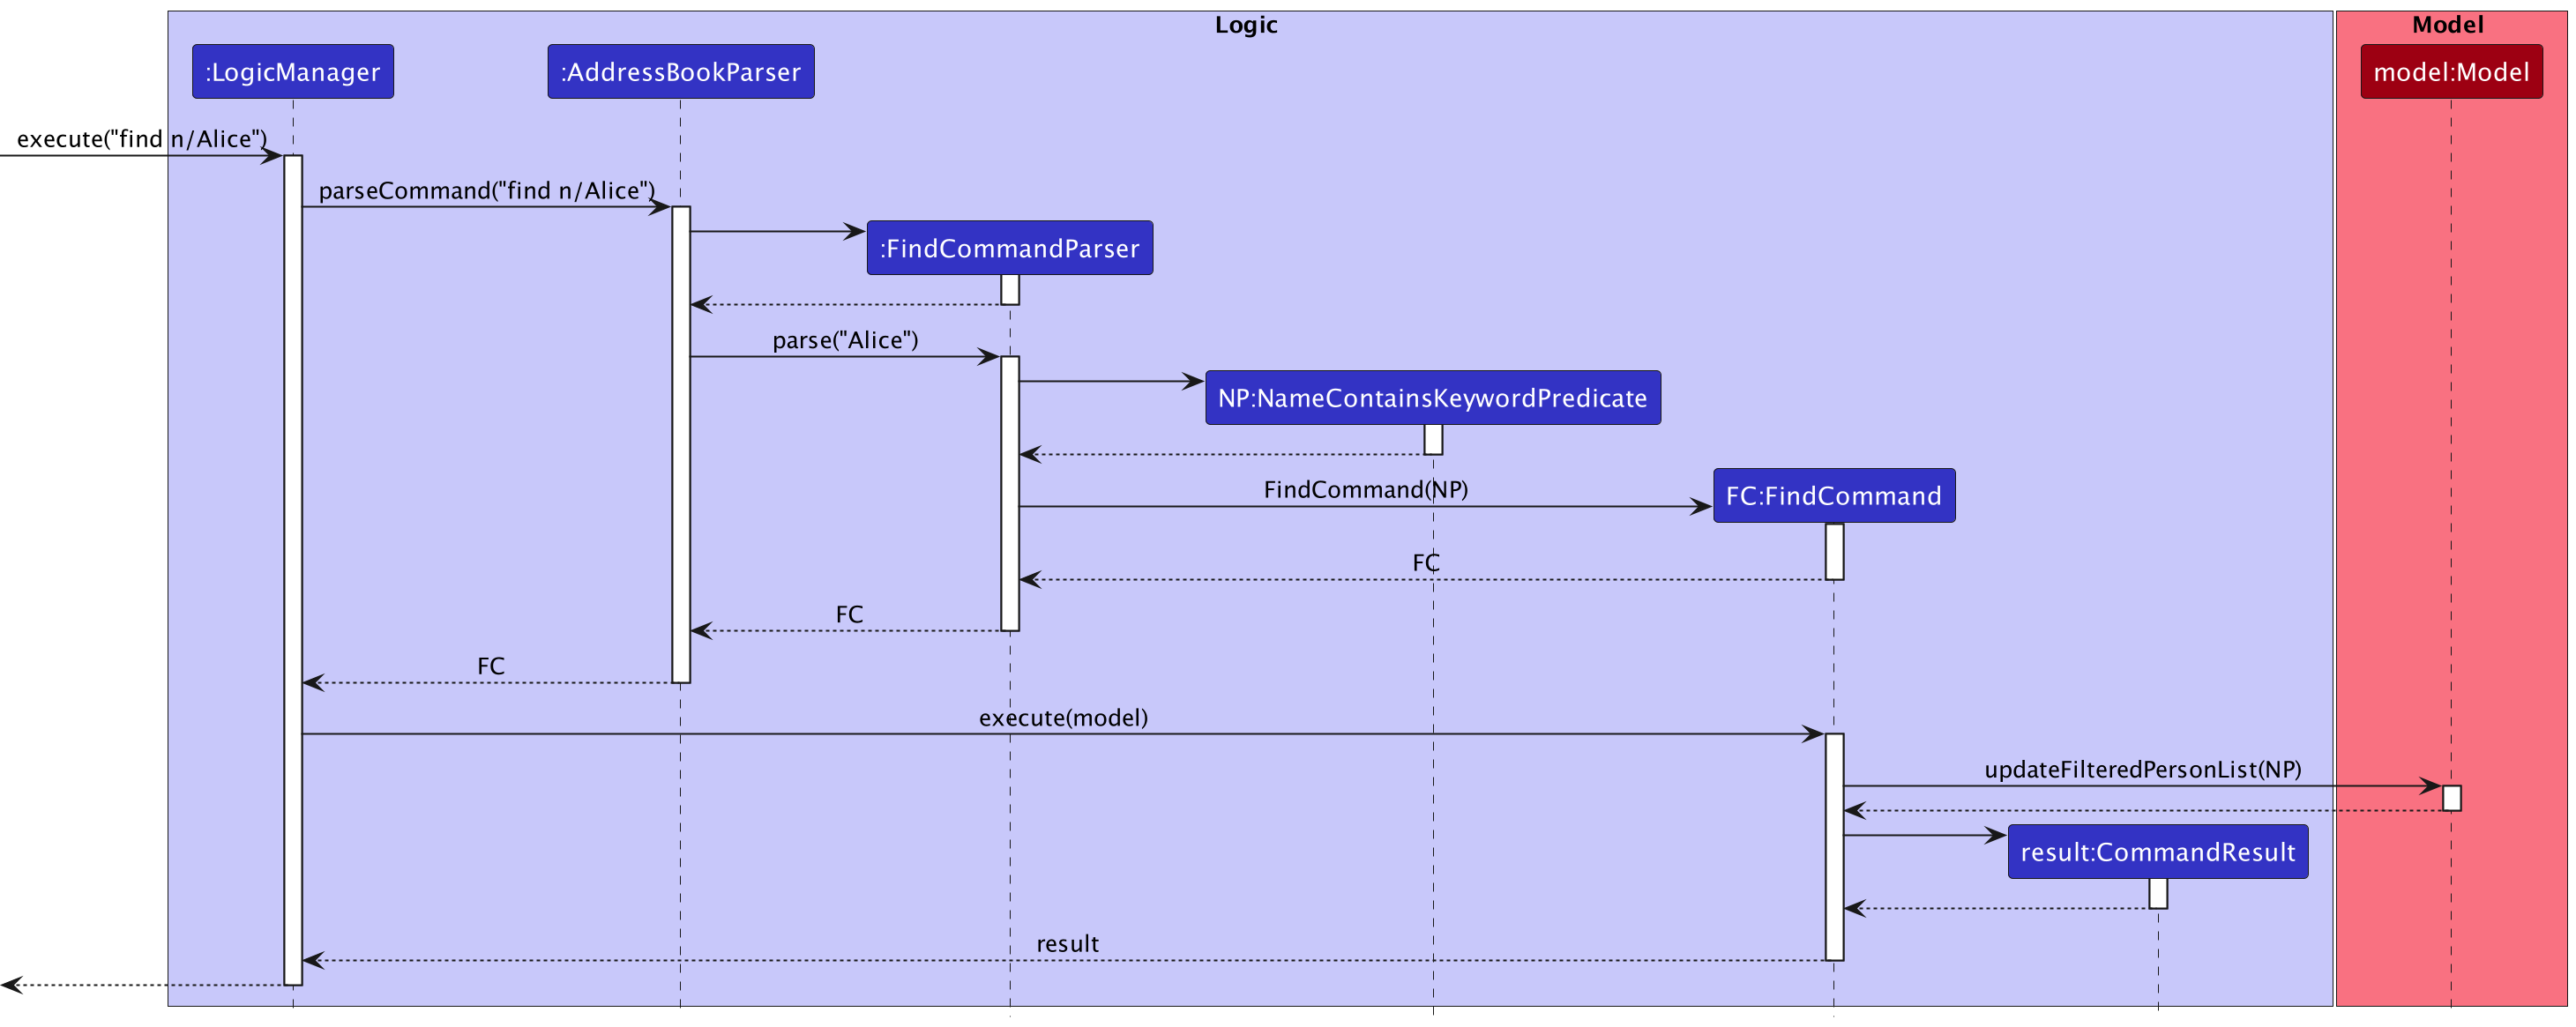 Logic
Model
:LogicManager
:AddressBookParser
model:Model
execute("find n/Alice")
parseCommand("find n/Alice")
:FindCommandParser
parse("Alice")
NP:NameContainsKeywordPredicate
FindCommand(NP)
FC:FindCommand
FC
FC
FC
execute(model)
updateFilteredPersonList(NP)
result:CommandResult
result